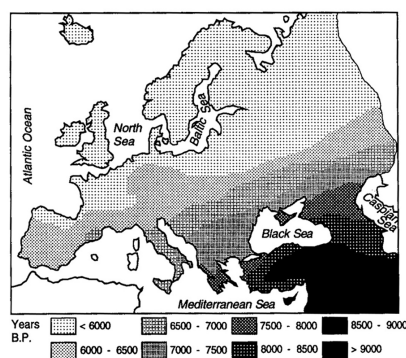 Atlantic Ocean
North
Sea
Baltic Sea
Black Sea
Caspian
Sea
Mediterranean Sea
Years
B.P.
< 6000
6500 - 7000
7500 - 8000
8500 - 9000
6000 - 6500
7000 - 7500
8000 - 8500
> 9000